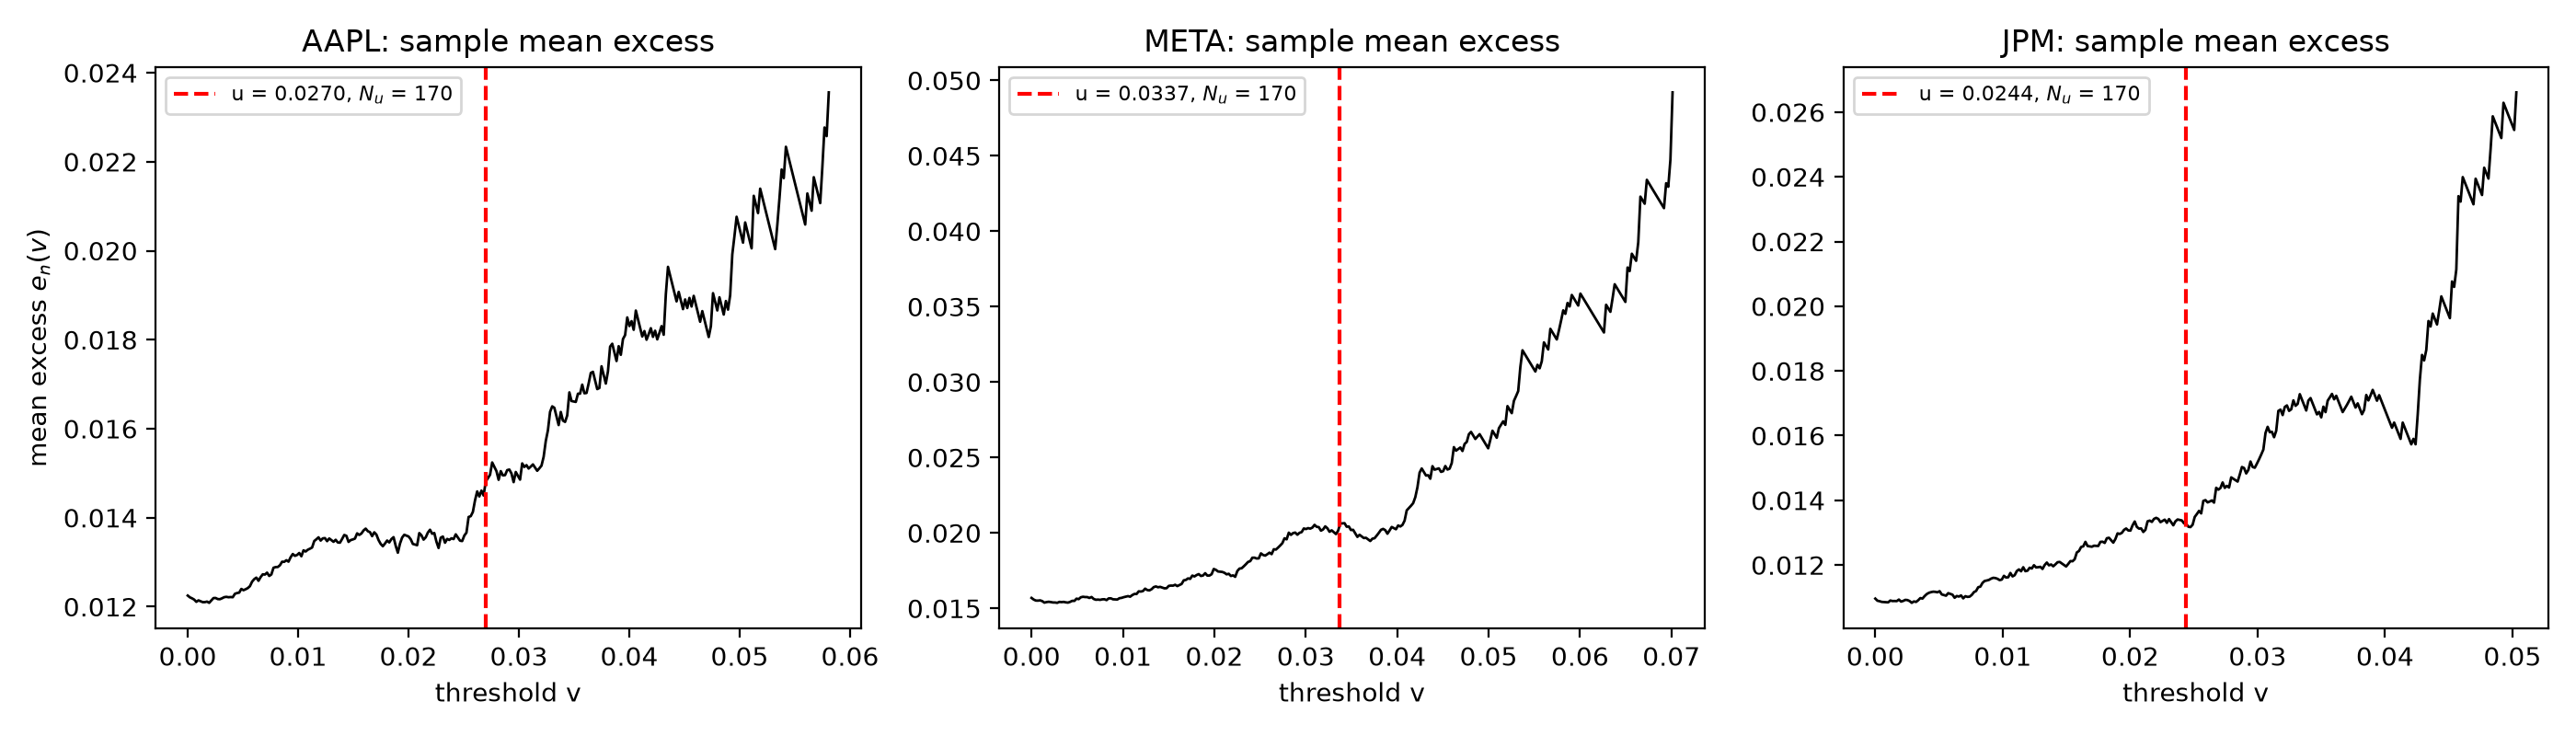 AAPL: sample mean excess
u = 0.0270, Nᵤ = 170
mean excess eₙ(v)
0.024
0.022
0.020
0.018
0.016
0.014
0.012
0.00 0.01 0.02 0.03 0.04 0.05 0.06
threshold v
META: sample mean excess
u = 0.0337, Nᵤ = 170
0.050
0.045
0.040
0.035
0.030
0.025
0.020
0.015
0.00 0.01 0.02 0.03 0.04 0.05 0.06 0.07
threshold v
JPM: sample mean excess
u = 0.0244, Nᵤ = 170
0.026
0.024
0.022
0.020
0.018
0.016
0.014
0.012
0.00 0.01 0.02 0.03 0.04 0.05
threshold v